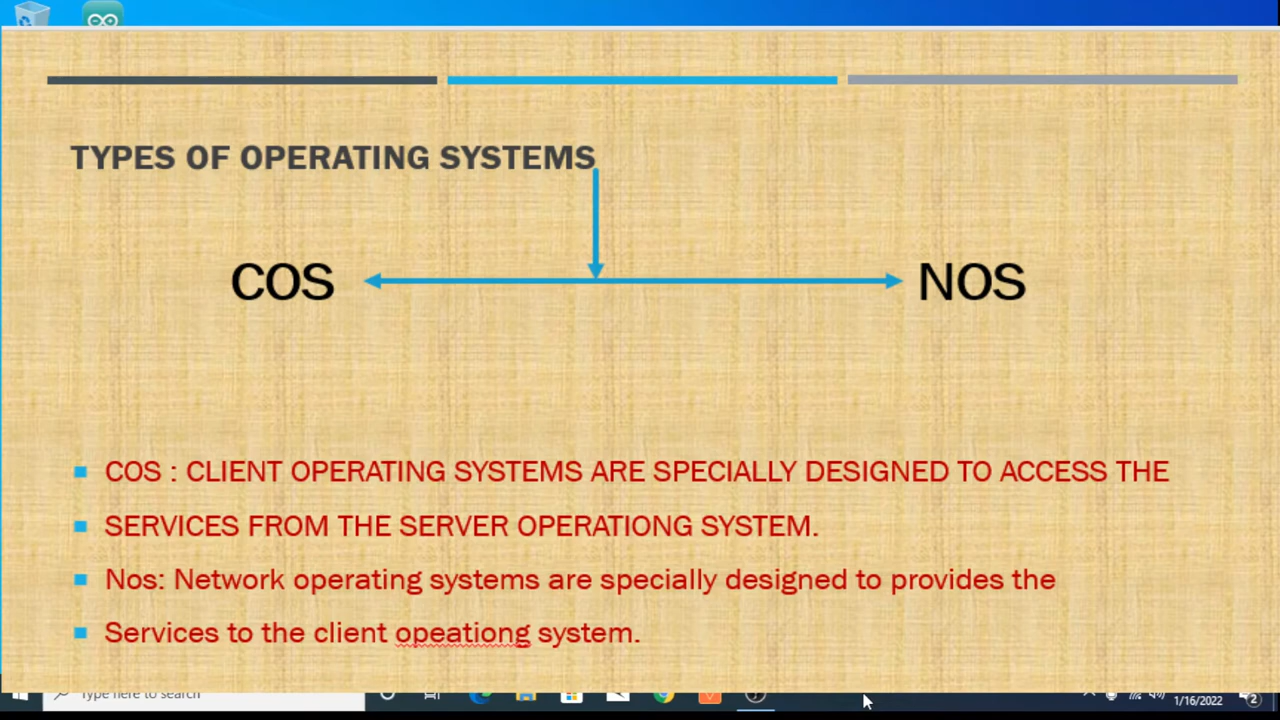 TYPES OF OPERATING SYSTEMS
COS
NOS
COS : CLIENT OPERATING SYSTEMS ARE SPECIALLY DESIGNED TO ACCESS THE
SERVICES FROM THE SERVER OPERATIONG SYSTEM.
Nos: Network operating systems are specially designed to provides the
Services to the client opeationg system.
Type here to search
1/16/2022
2